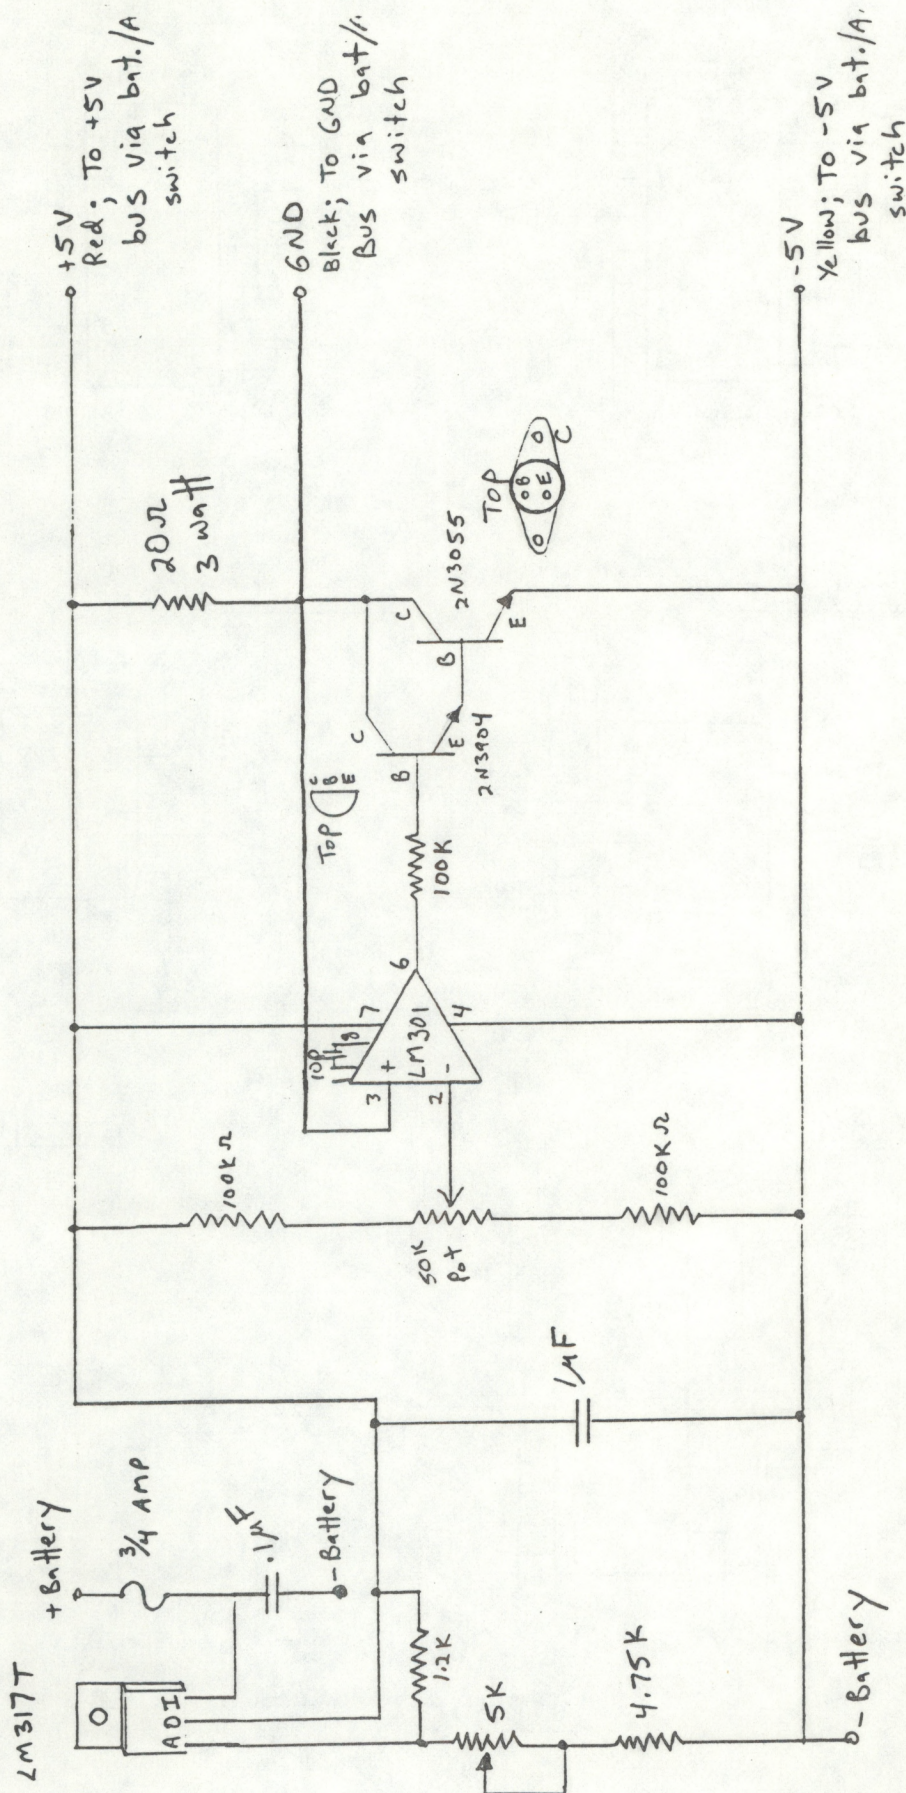 LM317T
A O I
+Battery
3/4 AMP
.1µF
-Battery
1.2K
5K
4.75K
-Battery
1µF
100KΩ
50K
Pot
100KΩ
10P
8
7
3
+
LM301
2
-
6
4
100K
TOP
C
B
E
C
B
E
2N3904
C
B
E
2N3055
TOP
B
E
C
20Ω
3 watt
+5V
Red; To +5V
bus via bat./A
switch
GND
Black; To GND
Bus via bat/A
switch
-5V
Yellow; To -5V
bus via bat./A.
switch